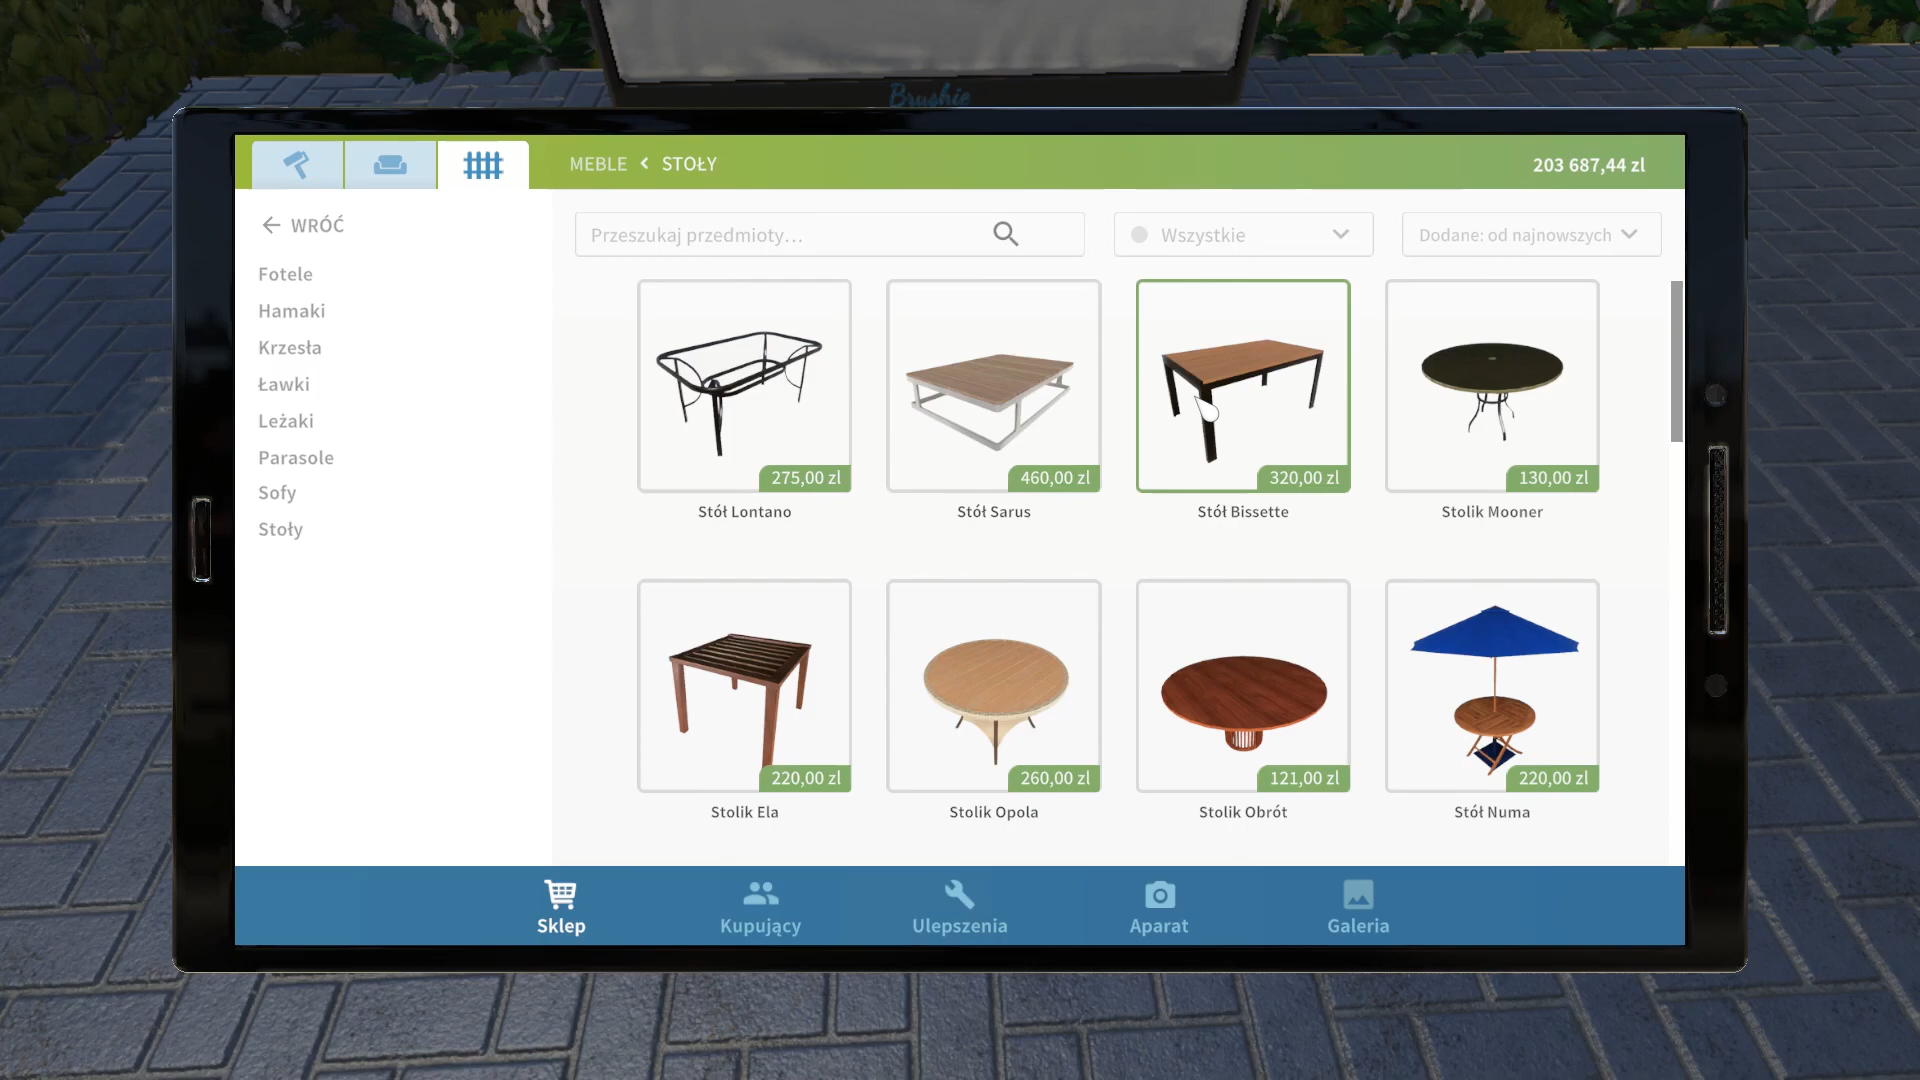 Brushie
MEBLE < STOŁY
203 687,44 zl
WRÓĆ
Fotele
Hamaki
Krzesła
Ławki
Leżaki
Parasole
Sofy
Stoły
Przeszukaj przedmioty...
Wszystkie
Dodane: od najnowszych
275,00 zl
460,00 zl
320,00 zl
130,00 zl
Stół Lontano
Stół Sarus
Stół Bissette
Stolik Mooner
220,00 zl
260,00 zl
121,00 zl
220,00 zl
Stolik Ela
Stolik Opola
Stolik Obrót
Stół Numa
Sklep
Kupujący
Ulepszenia
Aparat
Galeria